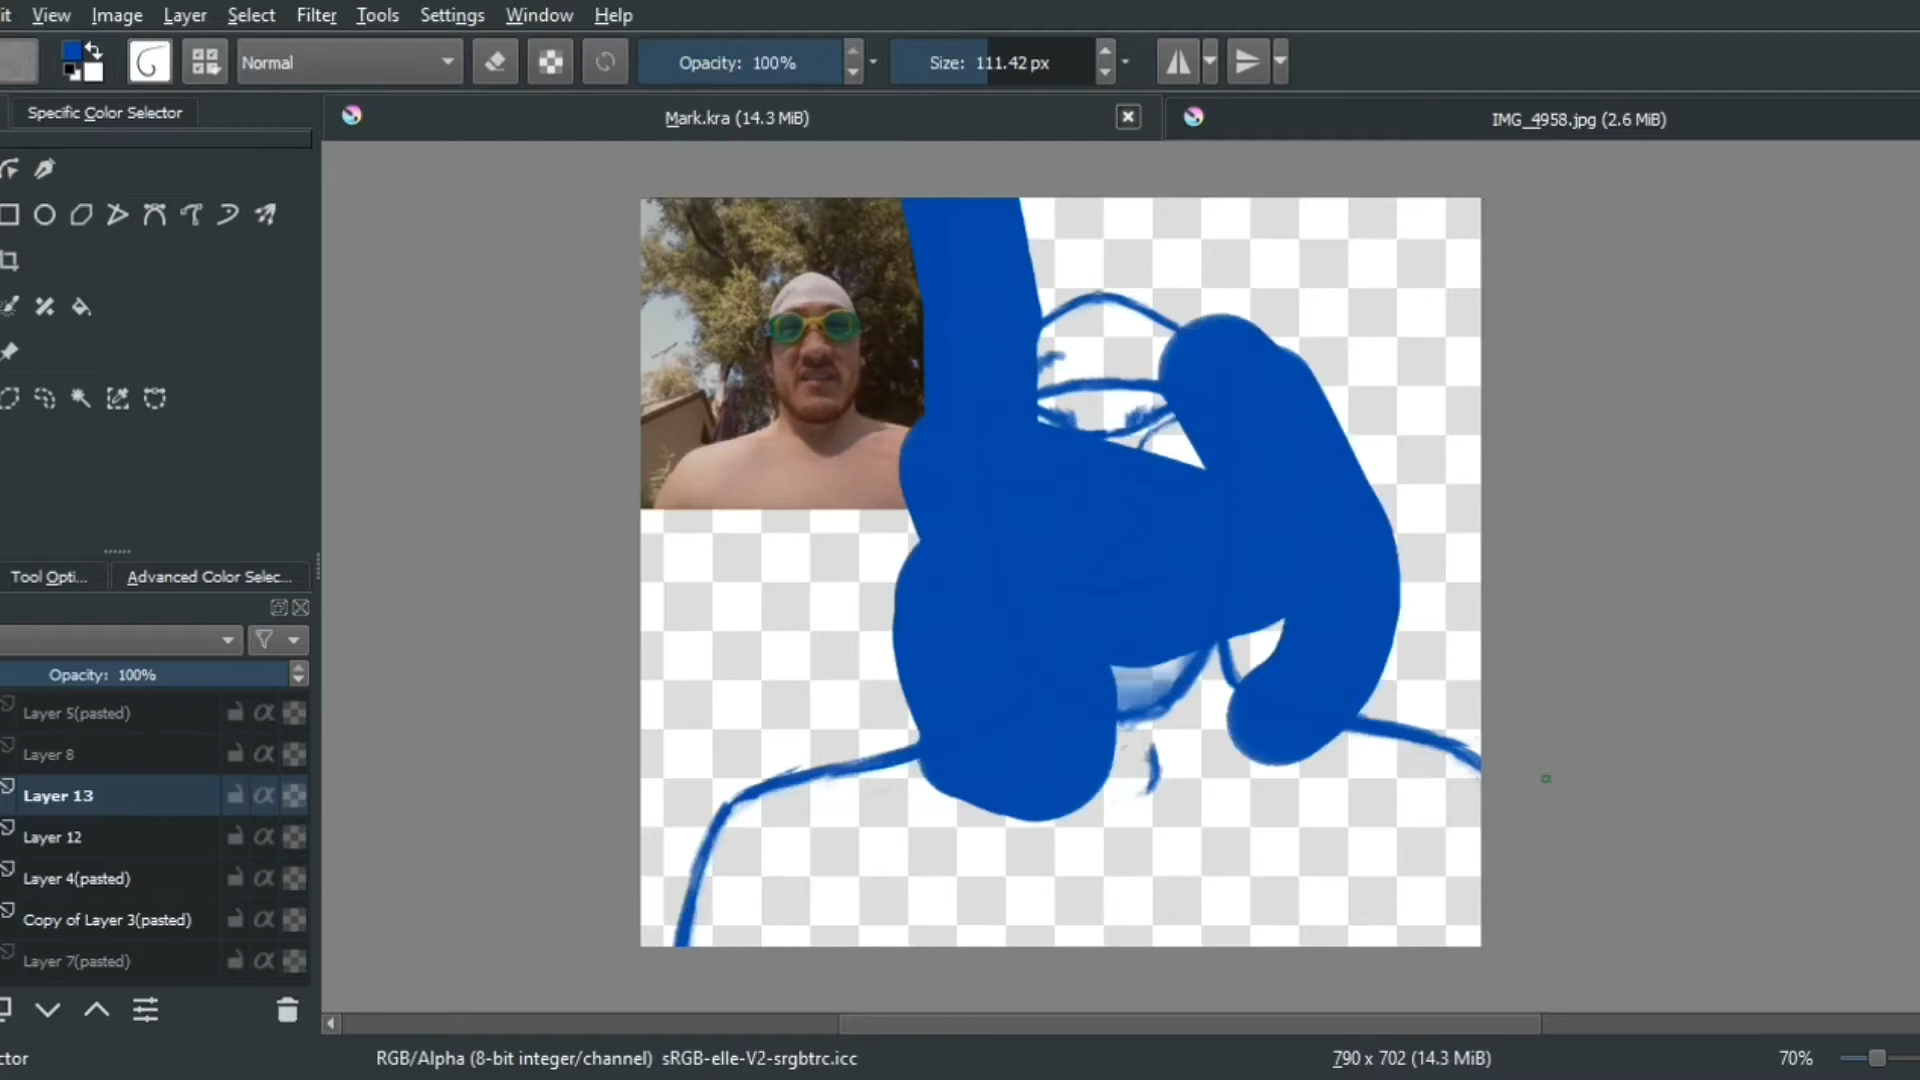 it View Image Layer Select Filter Tools Settings Window Help
Normal Opacity: 100% Size: 111.42 px
Specific Color Selector
Mark.kra (14.3 MiB)
IMG_4958.jpg (2.6 MiB)
Tool Opti... Advanced Color Selec...
Opacity: 100%
Layer 5(pasted)
Layer 8
Layer 13
Layer 12
Layer 4(pasted)
Copy of Layer 3(pasted)
Layer 7(pasted)
ctor RGB/Alpha (8-bit integer/channel) sRGB-elle-V2-srgbtrc.icc 790 x 702 (14.3 MiB) 70%